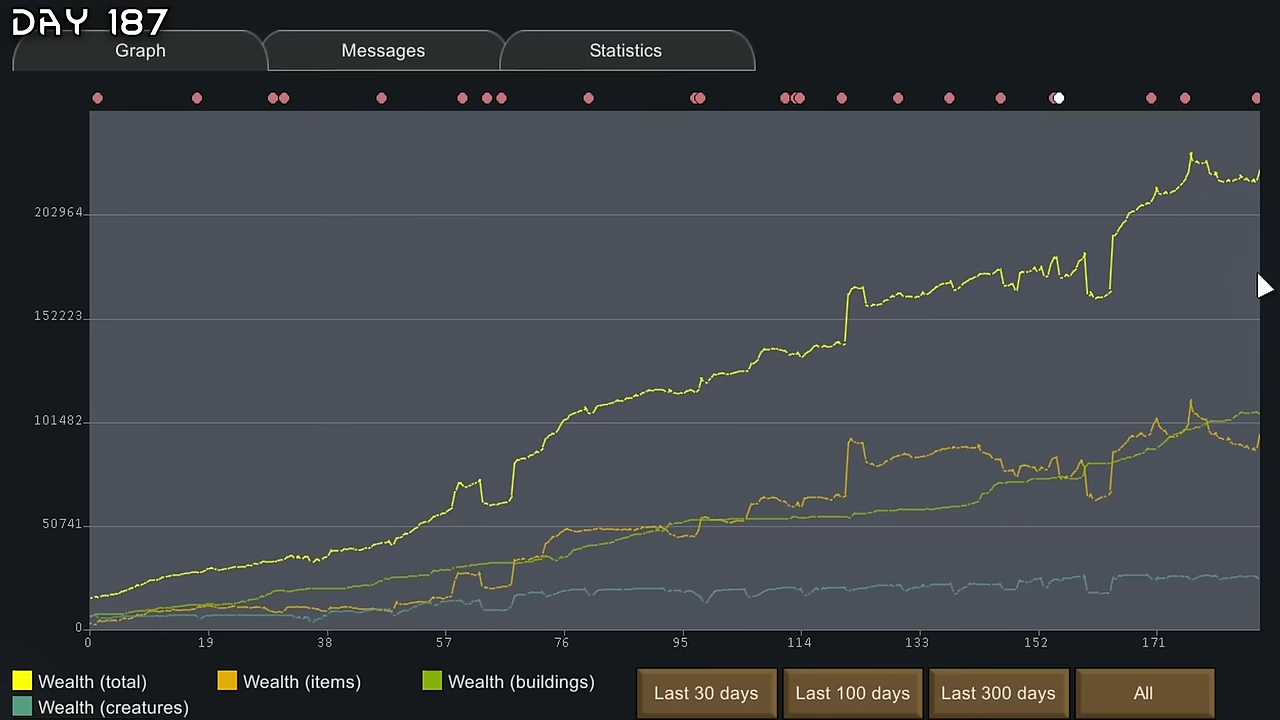 DAY 187
Graph Messages Statistics
202964
152223
101482
50741
0
0 19 38 57 76 95 114 133 152 171
Wealth (total) Wealth (items) Wealth (buildings)
Wealth (creatures)
Last 30 days Last 100 days Last 300 days All